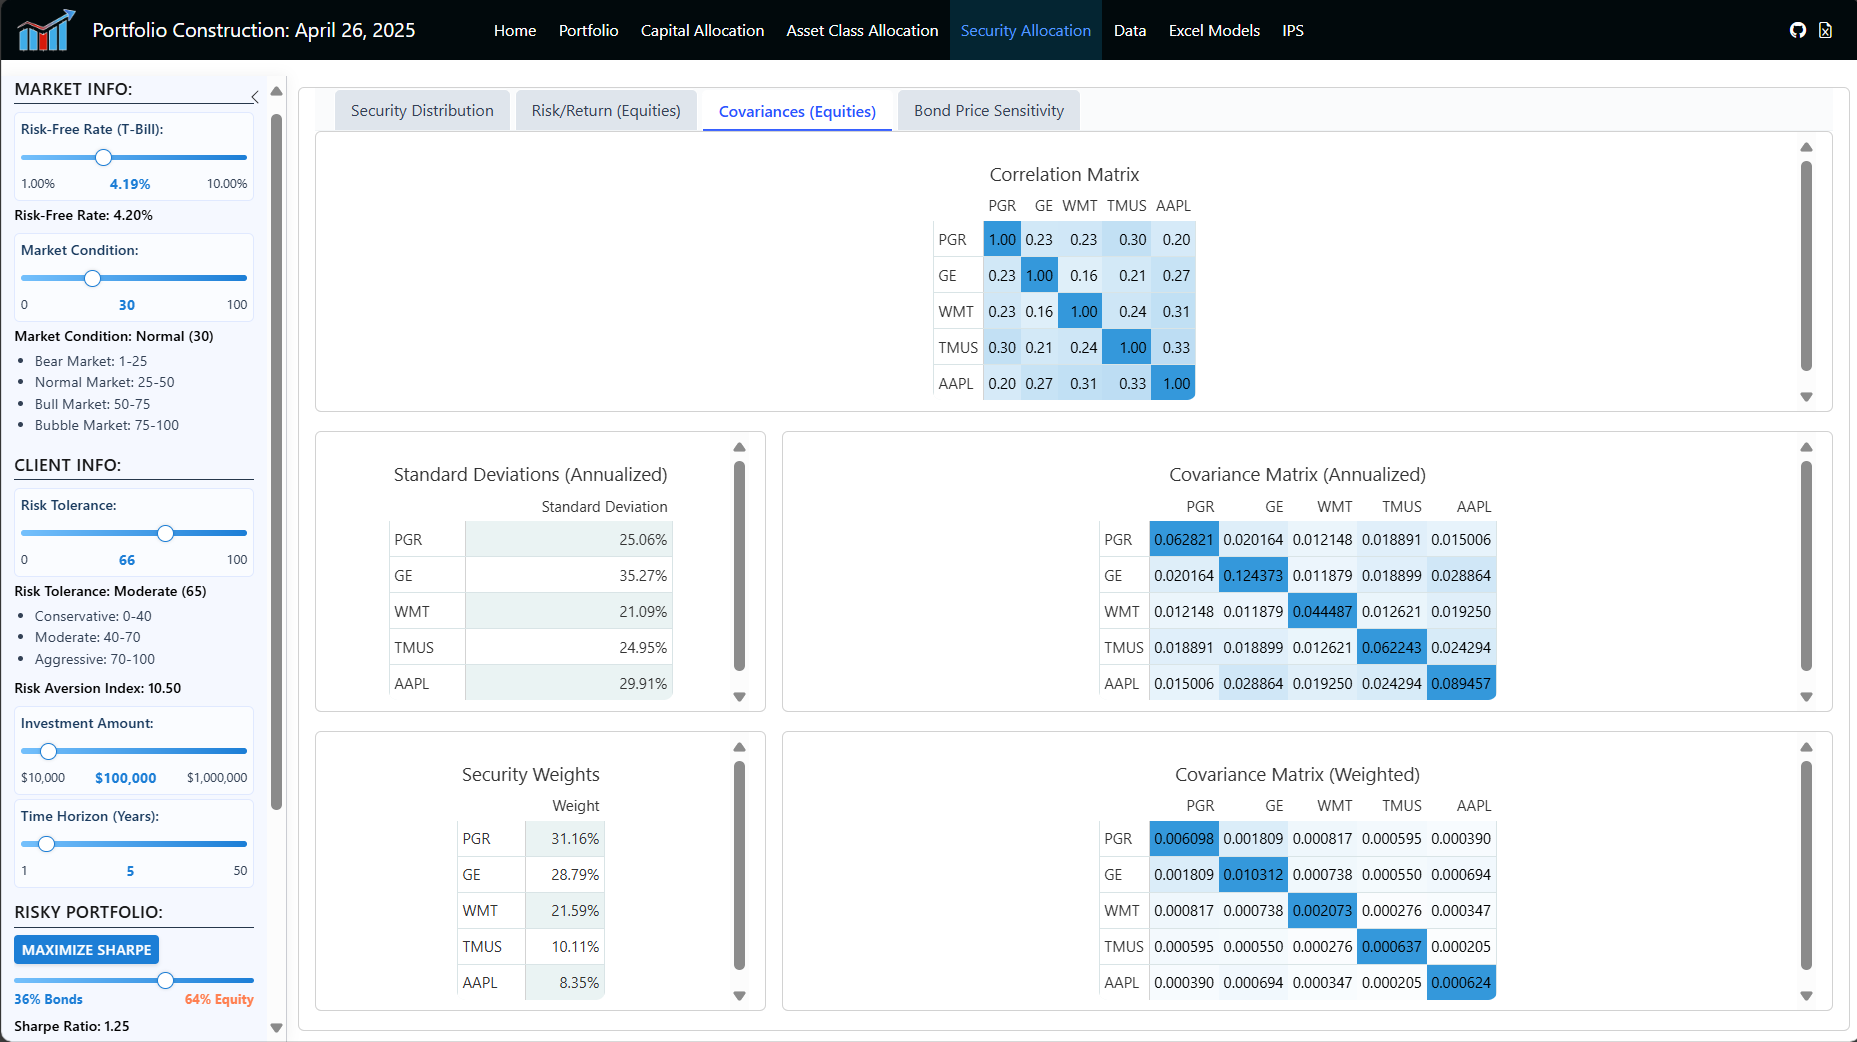 Portfolio Construction: April 26, 2025
Home Portfolio Capital Allocation Asset Class Allocation Security Allocation Data Excel Models IPS
MARKET INFO:
Risk-Free Rate (T-Bill):
1.00% 4.19% 10.00%
Risk-Free Rate: 4.20%
Market Condition:
0 30 100
Market Condition: Normal (30)
• Bear Market: 1-25
• Normal Market: 25-50
• Bull Market: 50-75
• Bubble Market: 75-100
CLIENT INFO:
Risk Tolerance:
0 66 100
Risk Tolerance: Moderate (65)
• Conservative: 0-40
• Moderate: 40-70
• Aggressive: 70-100
Risk Aversion Index: 10.50
Investment Amount:
$10,000 $100,000 $1,000,000
Time Horizon (Years):
1 5 50
RISKY PORTFOLIO:
MAXIMIZE SHARPE
36% Bonds 64% Equity
Sharpe Ratio: 1.25
Security Distribution Risk/Return (Equities) Covariances (Equities) Bond Price Sensitivity
Correlation Matrix
PGR GE WMT TMUS AAPL
PGR 1.00 0.23 0.23 0.30 0.20
GE 0.23 1.00 0.16 0.21 0.27
WMT 0.23 0.16 1.00 0.24 0.31
TMUS 0.30 0.21 0.24 1.00 0.33
AAPL 0.20 0.27 0.31 0.33 1.00
Standard Deviations (Annualized)
Standard Deviation
PGR 25.06%
GE 35.27%
WMT 21.09%
TMUS 24.95%
AAPL 29.91%
Covariance Matrix (Annualized)
PGR GE WMT TMUS AAPL
PGR 0.062821 0.020164 0.012148 0.018891 0.015006
GE 0.020164 0.124373 0.011879 0.018899 0.028864
WMT 0.012148 0.011879 0.044487 0.012621 0.019250
TMUS 0.018891 0.018899 0.012621 0.062243 0.024294
AAPL 0.015006 0.028864 0.019250 0.024294 0.089457
Security Weights
Weight
PGR 31.16%
GE 28.79%
WMT 21.59%
TMUS 10.11%
AAPL 8.35%
Covariance Matrix (Weighted)
PGR GE WMT TMUS AAPL
PGR 0.006098 0.001809 0.000817 0.000595 0.000390
GE 0.001809 0.010312 0.000738 0.000550 0.000694
WMT 0.000817 0.000738 0.002073 0.000276 0.000347
TMUS 0.000595 0.000550 0.000276 0.000637 0.000205
AAPL 0.000390 0.000694 0.000347 0.000205 0.000624